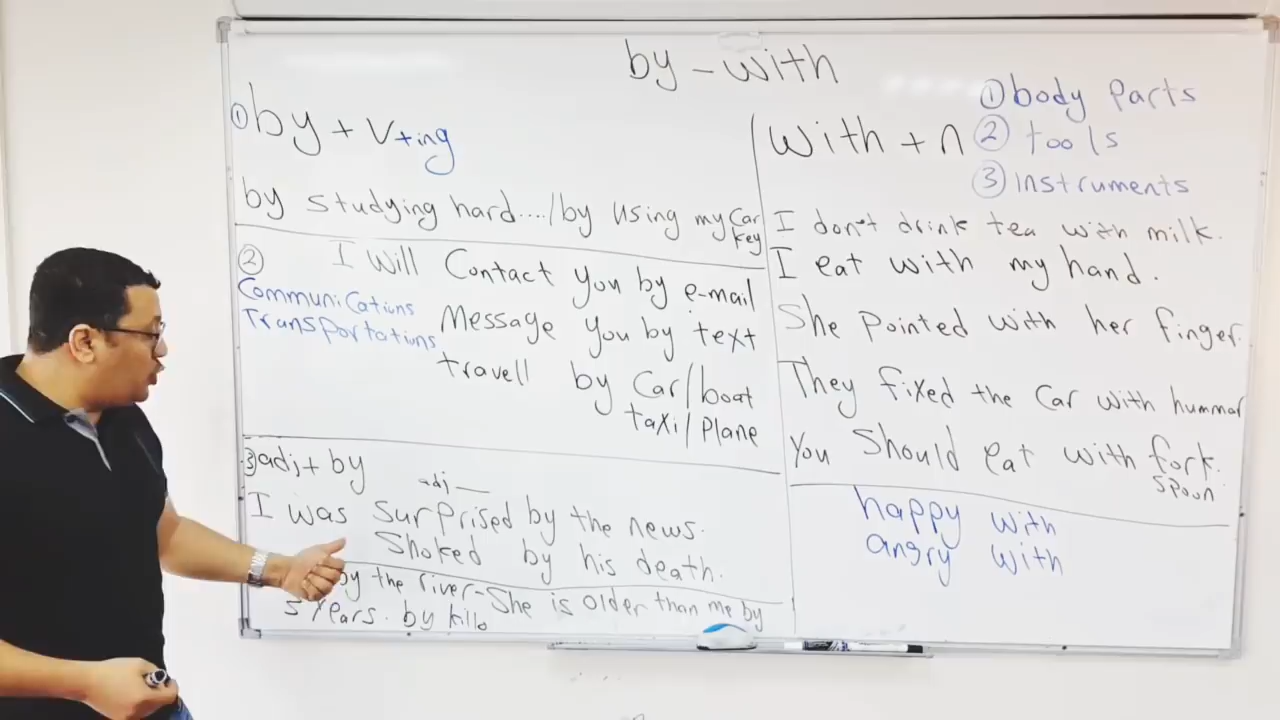 by - with
① by + v+ing
by studying hard..../by using my car
key
② I will contact you by e-mail
Communications
Transportations
Message you by text
travell by car/boat
taxi/plane
③ adj + by
adj
I was surprised by the news.
Shoked by his death.
by the river-She is older than me by
5 years. by kilo
with + n
① body parts
② tools
③ instruments
I don't drink tea with milk.
I eat with my hand.
She pointed with her finger.
They fixed the car with hummar
You should eat with fork.
spoon
happy with
angry with